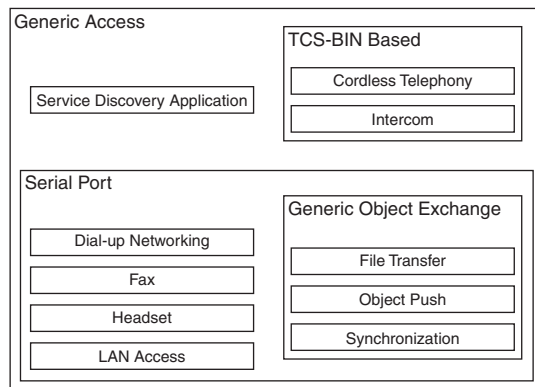 Generic Access
TCS-BIN Based
Cordless Telephony
Service Discovery Application
Intercom
Serial Port
Generic Object Exchange
Dial-up Networking
File Transfer
Fax
Object Push
Headset
Synchronization
LAN Access